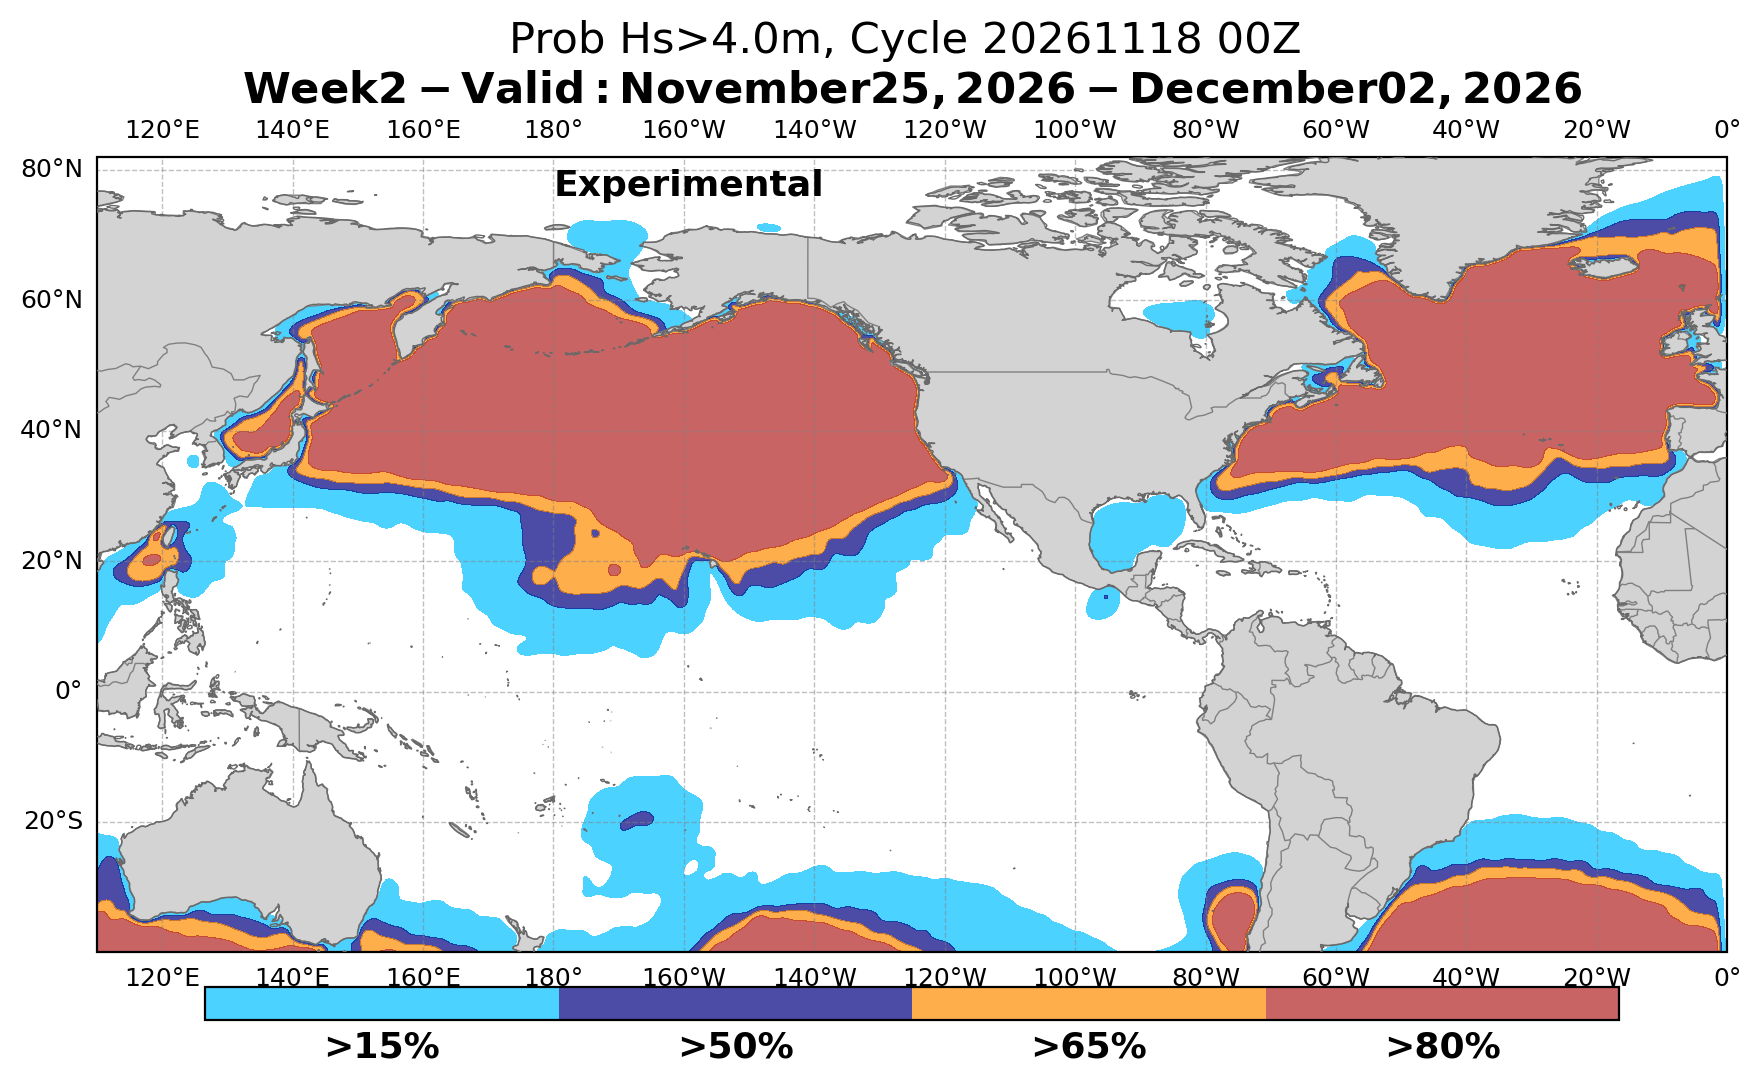 Prob Hs>4.0m, Cycle 20261118 00Z
Week2 – Valid : November25, 2026 – December02, 2026
120°E 140°E 160°E 180° 160°W 140°W 120°W 100°W 80°W 60°W 40°W 20°W 0°
80°N
Experimental
60°N
40°N
20°N
0°
20°S
120°E 140°E 160°E 180° 160°W 140°W 120°W 100°W 80°W 60°W 40°W 20°W 0°
>15% >50% >65% >80%